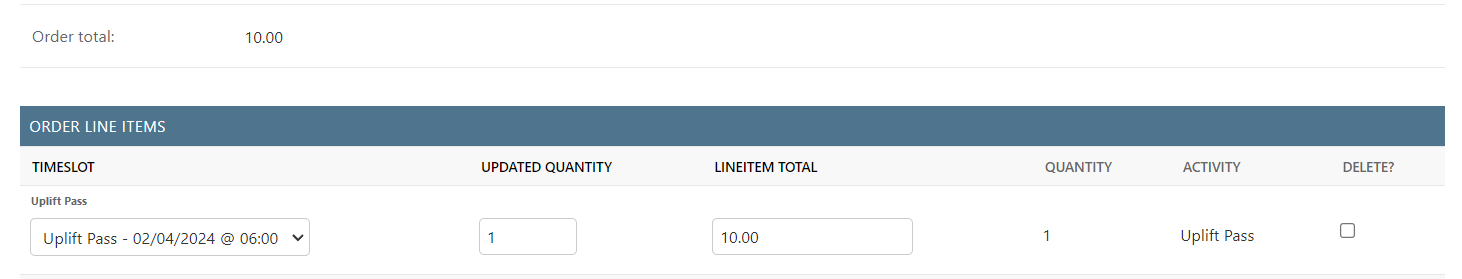 Order total: 10.00
ORDER LINE ITEMS
TIMESLOT UPDATED QUANTITY LINEITEM TOTAL QUANTITY ACTIVITY DELETE?
Uplift Pass
Uplift Pass - 02/04/2024 @ 06:00 1 10.00 1 Uplift Pass